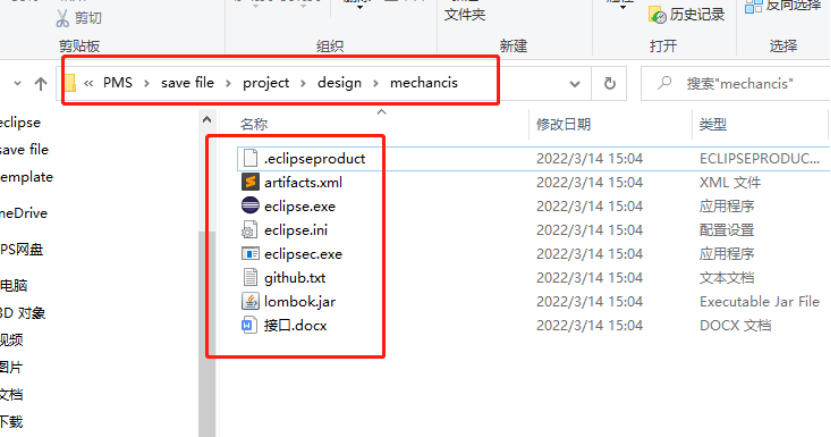 剪切
文件夹
历史记录
反向选择
剪贴板 组织 新建 打开 选择
« PMS › save file › project › design › mechancis
搜索"mechancis"
名称 修改日期 类型
eclipse
save file
emplate
neDrive
PS网盘
电脑
3D 对象
视频
图片
文档
下载
.eclipseproduct 2022/3/14 15:04 ECLIPSEPRODUC...
artifacts.xml 2022/3/14 15:04 XML 文件
eclipse.exe 2022/3/14 15:04 应用程序
eclipse.ini 2022/3/14 15:04 配置设置
eclipsec.exe 2022/3/14 15:04 应用程序
github.txt 2022/3/14 15:04 文本文档
lombok.jar 2022/3/14 15:04 Executable Jar File
接口.docx 2022/3/14 15:04 DOCX 文档